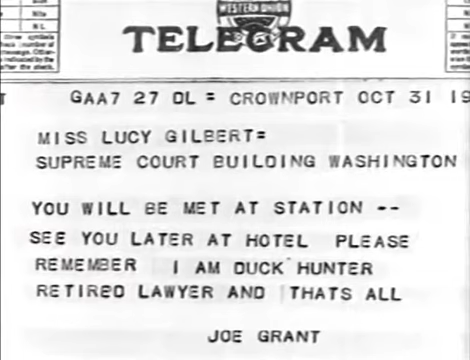 WESTERN UNION
TELEGRAM
GAA7 27 DL = CROWNPORT OCT 31 19
MISS LUCY GILBERT=
SUPREME COURT BUILDING WASHINGTON
YOU WILL BE MET AT STATION --
SEE YOU LATER AT HOTEL PLEASE
REMEMBER I AM DUCK HUNTER
RETIRED LAWYER AND THATS ALL
JOE GRANT